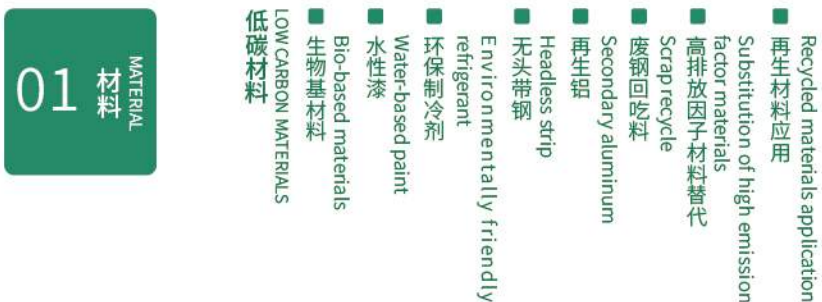 01
材料
MATERIAL
低碳材料
LOW CARBON MATERIALS
生物基材料
Bio-based materials
水性漆
Water-based paint
环保制冷剂
Environmentally friendly
refrigerant
无头带钢
Headless strip
再生铝
Secondary aluminum
废钢回吃料
Scrap recycle
高排放因子材料替代
Substitution of high emission
factor materials
再生材料应用
Recycled materials application